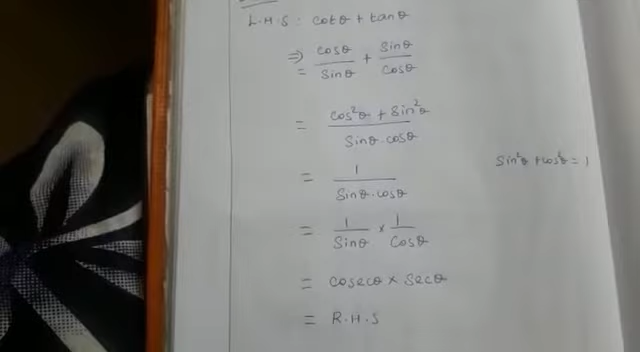 L.H.S : cotθ + tanθ
⇒ = cosθ/sinθ + sinθ/cosθ
= cos²θ + sin²θ/sinθ·cosθ
= 1/sinθ·cosθ
sin²θ + cos²θ = 1
= 1/sinθ × 1/cosθ
= cosecθ × secθ
= R.H.S